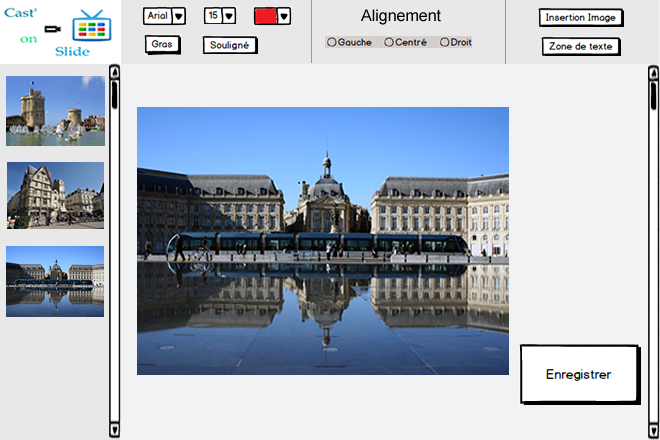 Cast'
on
Slide
Arial
15
Gras
Souligné
Alignement
Gauche
Centré
Droit
Insertion Image
Zone de texte
Enregistrer